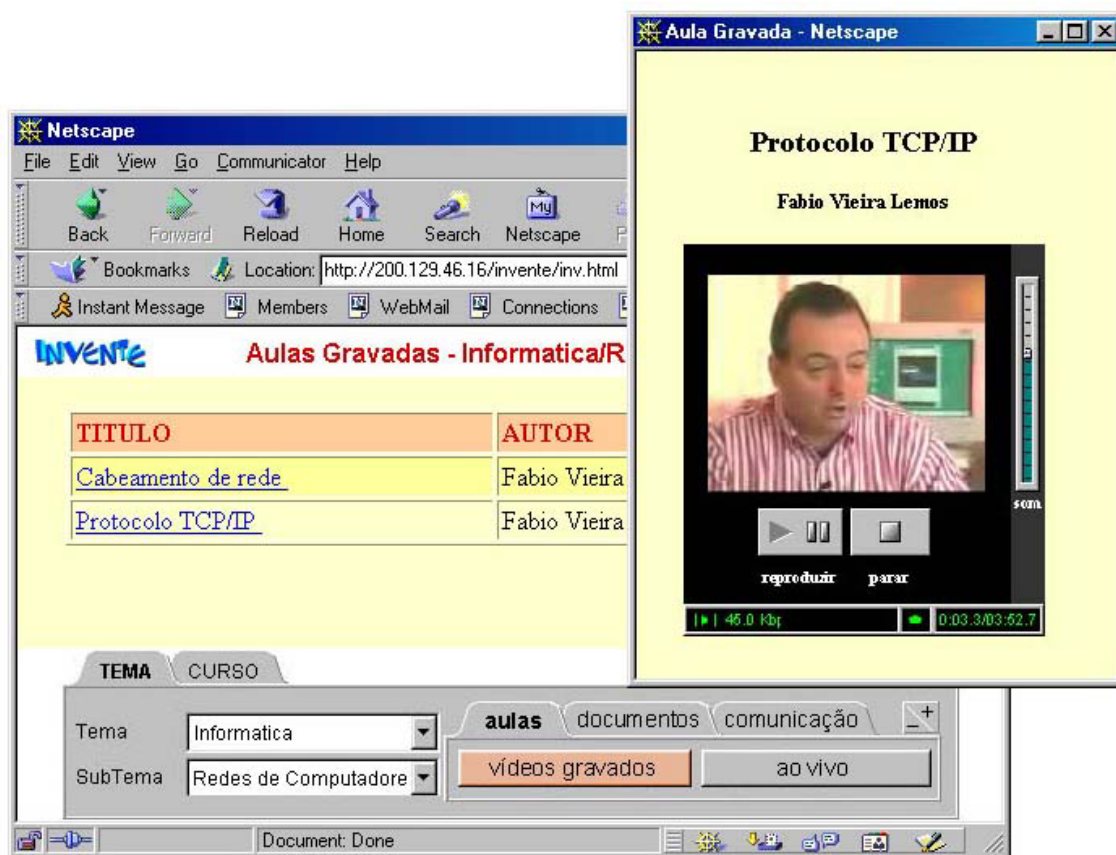 Aula Gravada - Netscape
Protocolo TCP/IP
Fabio Vieira Lemos
som
reproduzir parar
45.0 0:03.3/03:52.7
Netscape
File Edit View Go Communicator Help
Back Forward Reload Home Search Netscape
My
Bookmarks Location: http://200.129.46.16/invente/inv.html
Instant Message Members WebMail Connections
INVENTE Aulas Gravadas - Informatica/R
TITULO AUTOR
Cabeamento de rede Fabio Vieira
Protocolo TCP/IP Fabio Vieira
TEMA CURSO
Tema Informatica aulas documentos comunicação
SubTema Redes de Computadore vídeos gravados ao vivo
Document: Done